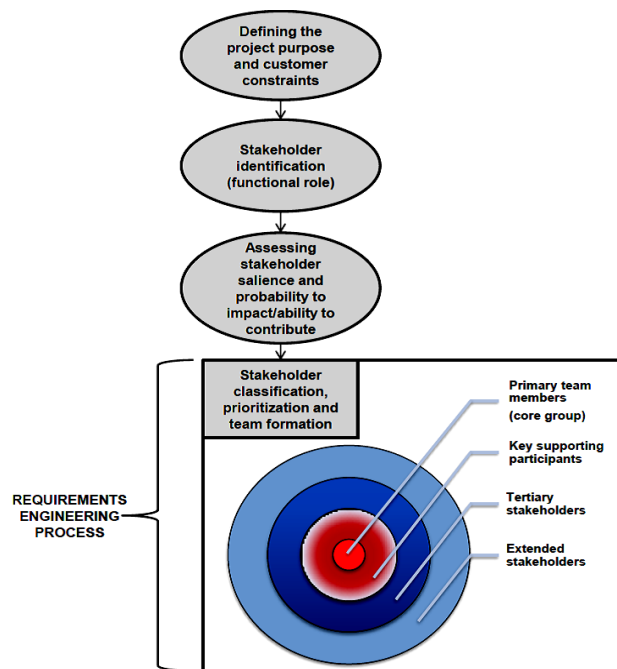 Defining the
project purpose
and customer
constraints
Stakeholder
identification
(functional role)
Assessing
stakeholder
salience and
probability to
impact/ability to
contribute
Stakeholder
classification,
prioritization and
team formation
Primary team
members
(core group)
Key supporting
participants
Tertiary
stakeholders
Extended
stakeholders
REQUIREMENTS
ENGINEERING
PROCESS